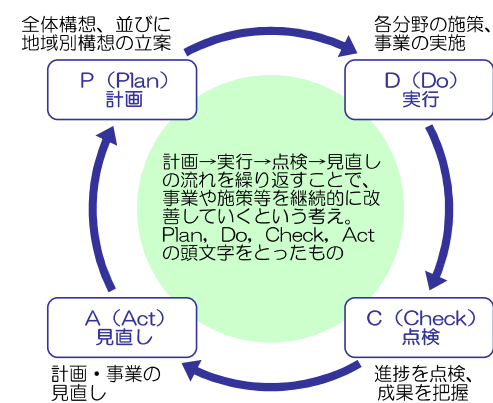 全体構想、並びに
地域別構想の立案
各分野の施策、
事業の実施
P（Plan）
計画
D（Do）
実行
計画→実行→点検→見直し
の流れを繰り返すことで、
事業や施策等を継続的に改
善していくという考え。
Plan，Do，Check，Act
の頭文字をとったもの
A（Act）
見直し
C（Check）
点検
計画・事業の
見直し
進捗を点検、
成果を把握